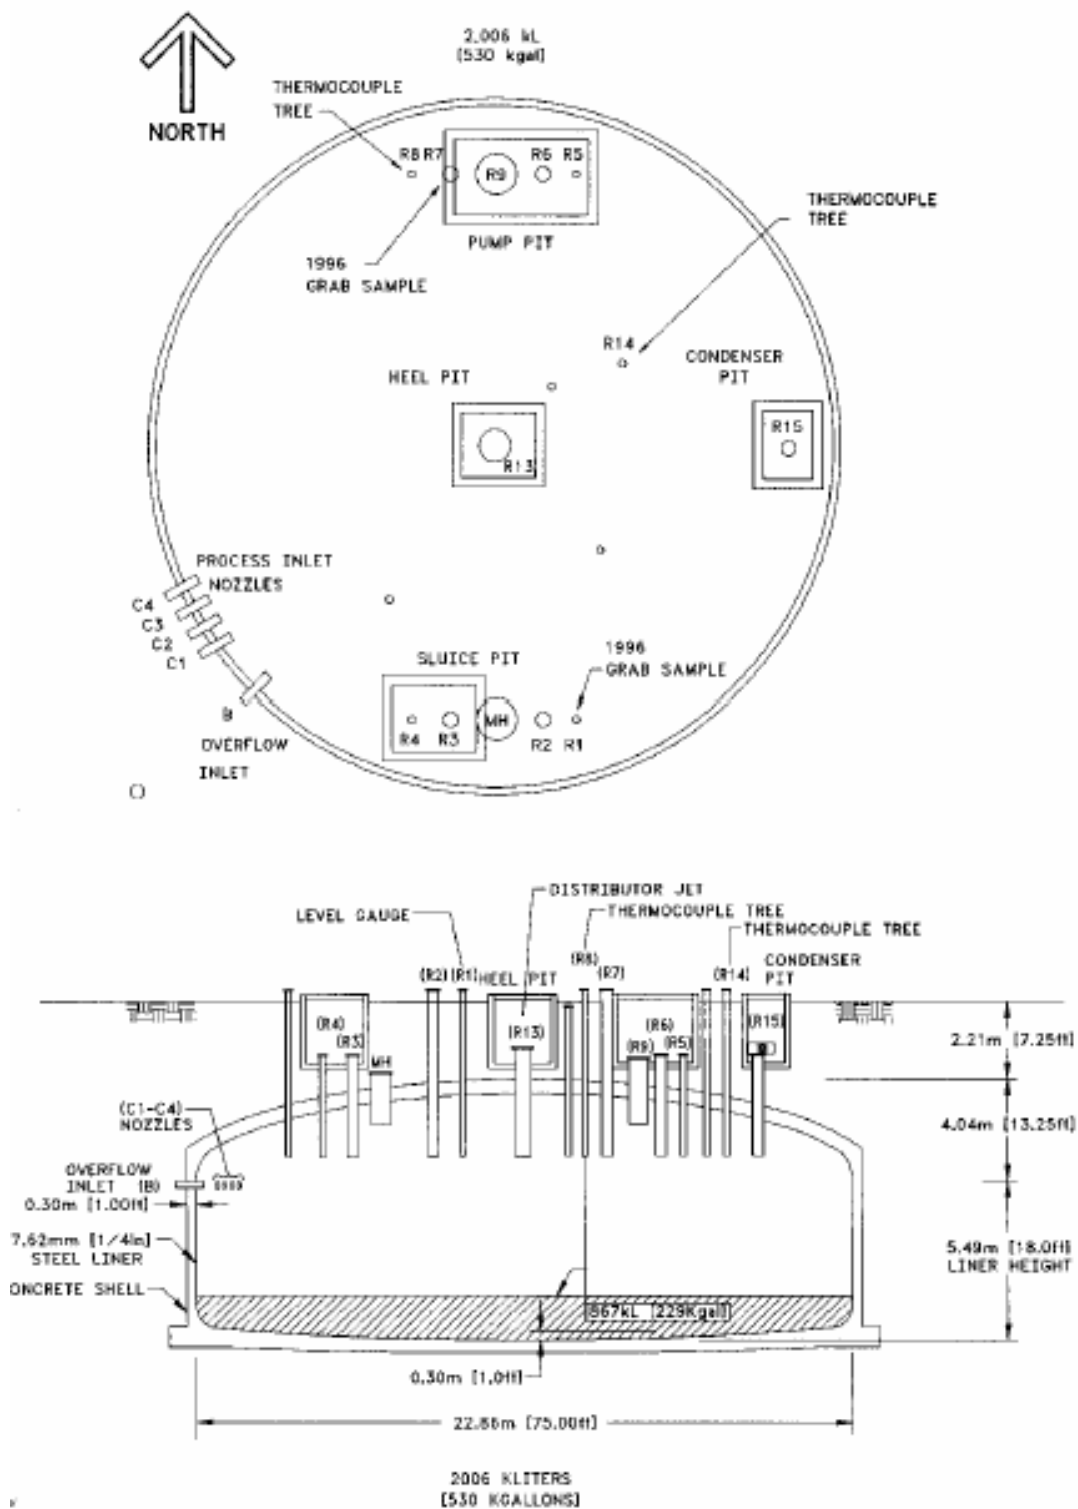 2,006 kL
[530 kgal]
THERMOCOUPLE
TREE
NORTH
R8 R7
R9
R6 R5
THERMOCOUPLE
TREE
PUMP PIT
1996
GRAB SAMPLE
R14
CONDENSER
PIT
HEEL PIT
R15
R13
PROCESS INLET
NOZZLES
C4
C3
C2
C1
1996
GRAB SAMPLE
SLUICE PIT
B
R4 R3 MH R2 R1
OVERFLOW
INLET
DISTRIBUTOR JET
LEVEL GAUGE
THERMOCOUPLE TREE
THERMOCOUPLE TREE
(R2) (R1) HEEL PIT (R8) (R7) (R14) CONDENSER
PIT
(R4) (R3) MH (R13) (R9) (R6) (R5) (R15)
2.21m [7.25ft]
(C1-C4)
NOZZLES
4.04m [13.25ft]
OVERFLOW
INLET (B)
0.30m [1.00ft]
7.62mm [1/4in]
STEEL LINER
5.49m [18.0ft]
LINER HEIGHT
ONCRETE SHELL
867kL [229Kgal]
0.30m [1.0ft]
22.86m [75.00ft]
2006 KLITERS
[530 KGALLONS]